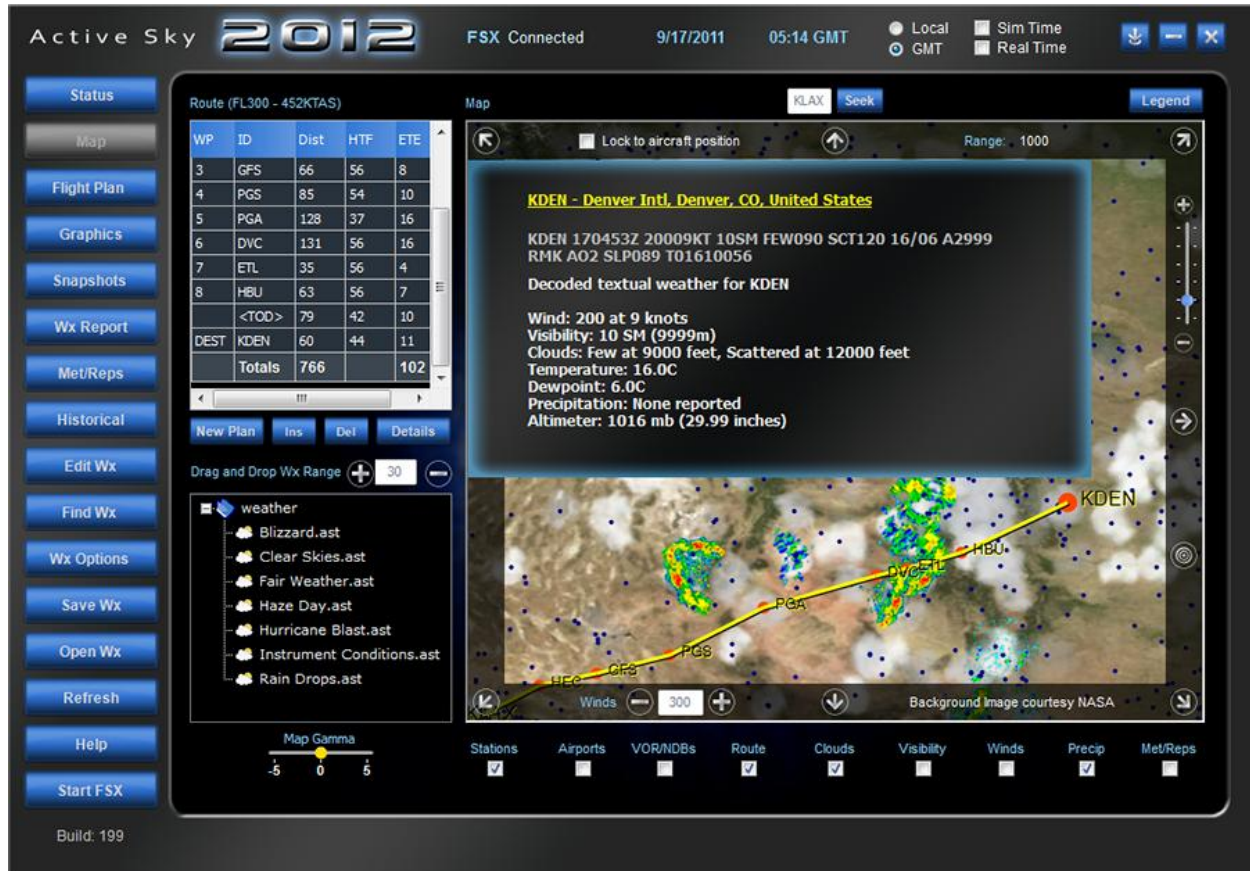 Active Sky 2012
FSX Connected 9/17/2011 05:14 GMT
Local
GMT
Sim Time
Real Time
Status
Map
Flight Plan
Graphics
Snapshots
Wx Report
Met/Reps
Historical
Edit Wx
Find Wx
Wx Options
Save Wx
Open Wx
Refresh
Help
Start FSX
Build: 199
Route (FL300 - 452KTAS)
WP ID Dist HTF ETE
3 GFS 66 56 8
4 PGS 85 54 10
5 PGA 128 37 16
6 DVC 131 56 16
7 ETL 35 56 4
8 HBU 63 56 7
<TOD> 79 42 10
DEST KDEN 60 44 11
Totals 766 102
New Plan Ins Del Details
Drag and Drop Wx Range 30
weather
Blizzard.ast
Clear Skies.ast
Fair Weather.ast
Haze Day.ast
Hurricane Blast.ast
Instrument Conditions.ast
Rain Drops.ast
Map Gamma
-5 0 5
Map KLAX Seek Legend
Lock to aircraft position Range: 1000
KDEN - Denver Intl, Denver, CO, United States
KDEN 170453Z 20009KT 10SM FEW090 SCT120 16/06 A2999
RMK AO2 SLP089 T01610056
Decoded textual weather for KDEN
Wind: 200 at 9 knots
Visibility: 10 SM (9999m)
Clouds: Few at 9000 feet, Scattered at 12000 feet
Temperature: 16.0C
Dewpoint: 6.0C
Precipitation: None reported
Altimeter: 1016 mb (29.99 inches)
KDEN
HBU
ETL
DVC
PGA
PGS
GFS
HEC
Winds 300 Background Image courtesy NASA
Stations Airports VOR/NDBs Route Clouds Visibility Winds Precip Met/Reps